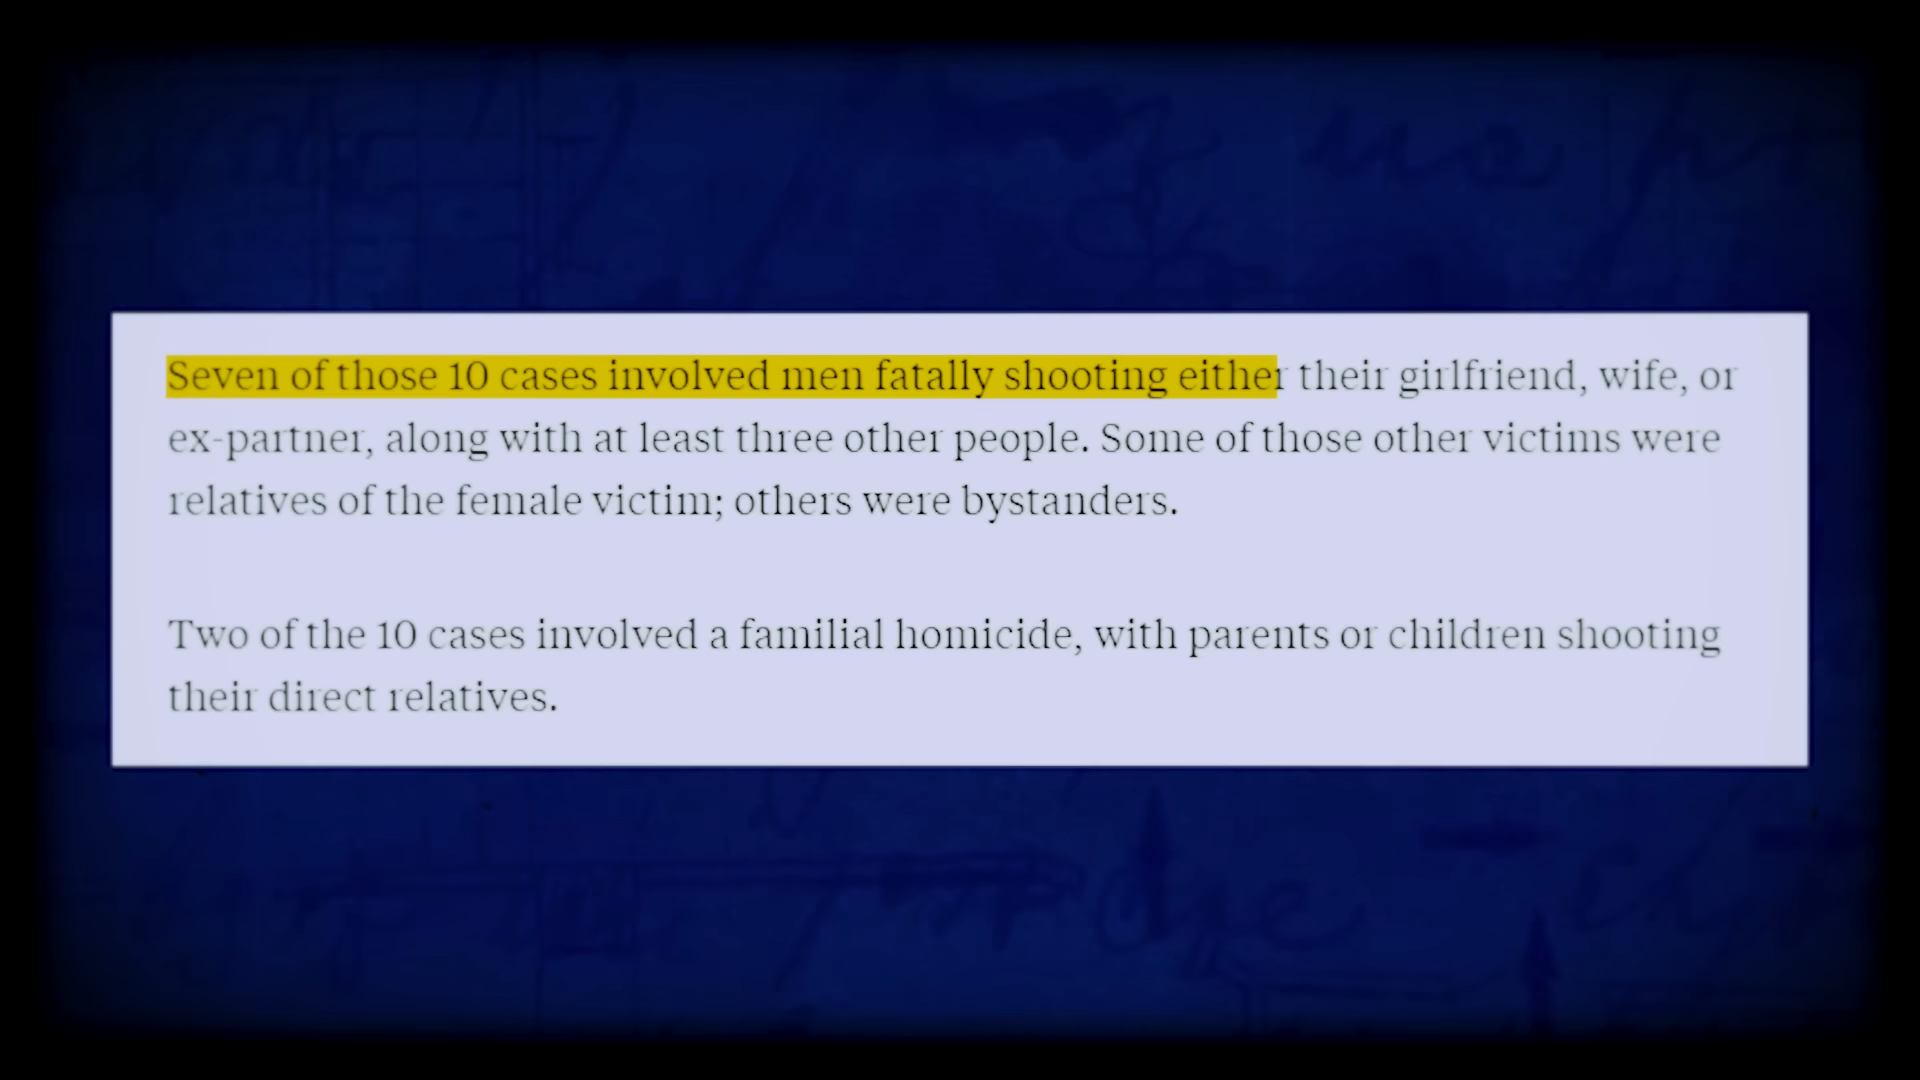 Seven of those 10 cases involved men fatally shooting either their girlfriend, wife, or
ex-partner, along with at least three other people. Some of those other victims were
relatives of the female victim; others were bystanders.
Two of the 10 cases involved a familial homicide, with parents or children shooting
their direct relatives.